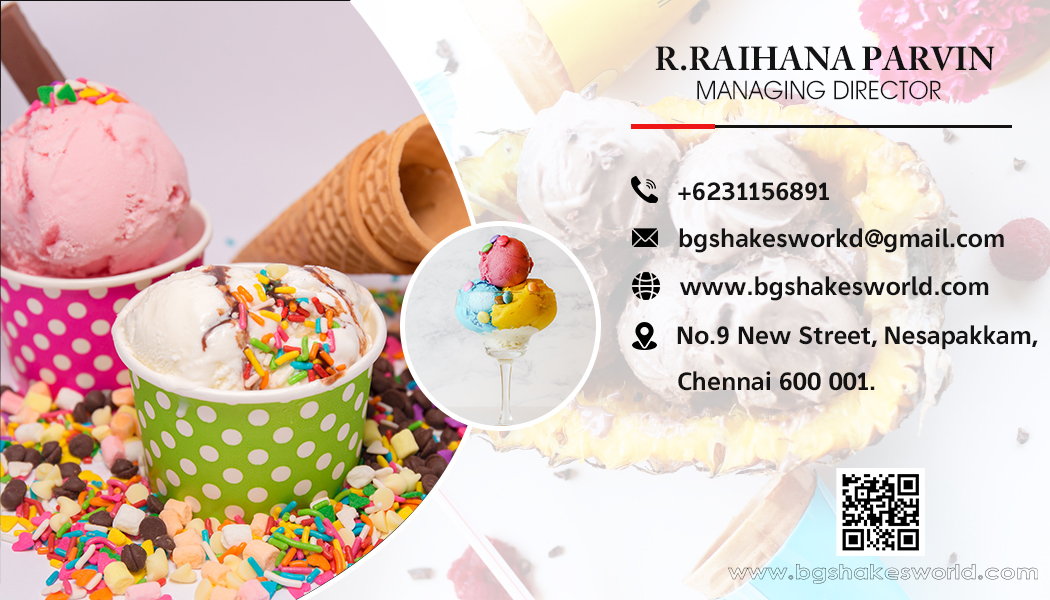 R.RAIHANA PARVIN
MANAGING DIRECTOR
+6231156891
bgshakesworkd@gmail.com
www.bgshakesworld.com
No.9 New Street, Nesapakkam,
Chennai 600 001.
www.bgshakesworld.com